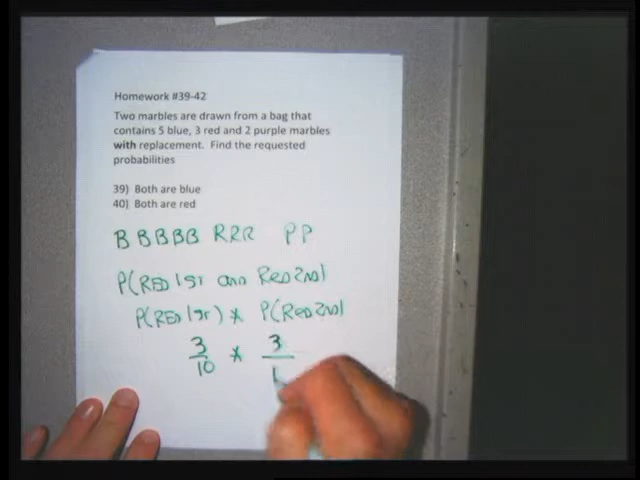 Homework #39-42
Two marbles are drawn from a bag that
contains 5 blue, 3 red and 2 purple marbles
with replacement. Find the requested
probabilities
39) Both are blue
40) Both are red
B B B B B R R R P P
P(RED 1st and Red 2nd)
P(RED 1st) * P(Red 2nd)
3/10 * 3/1